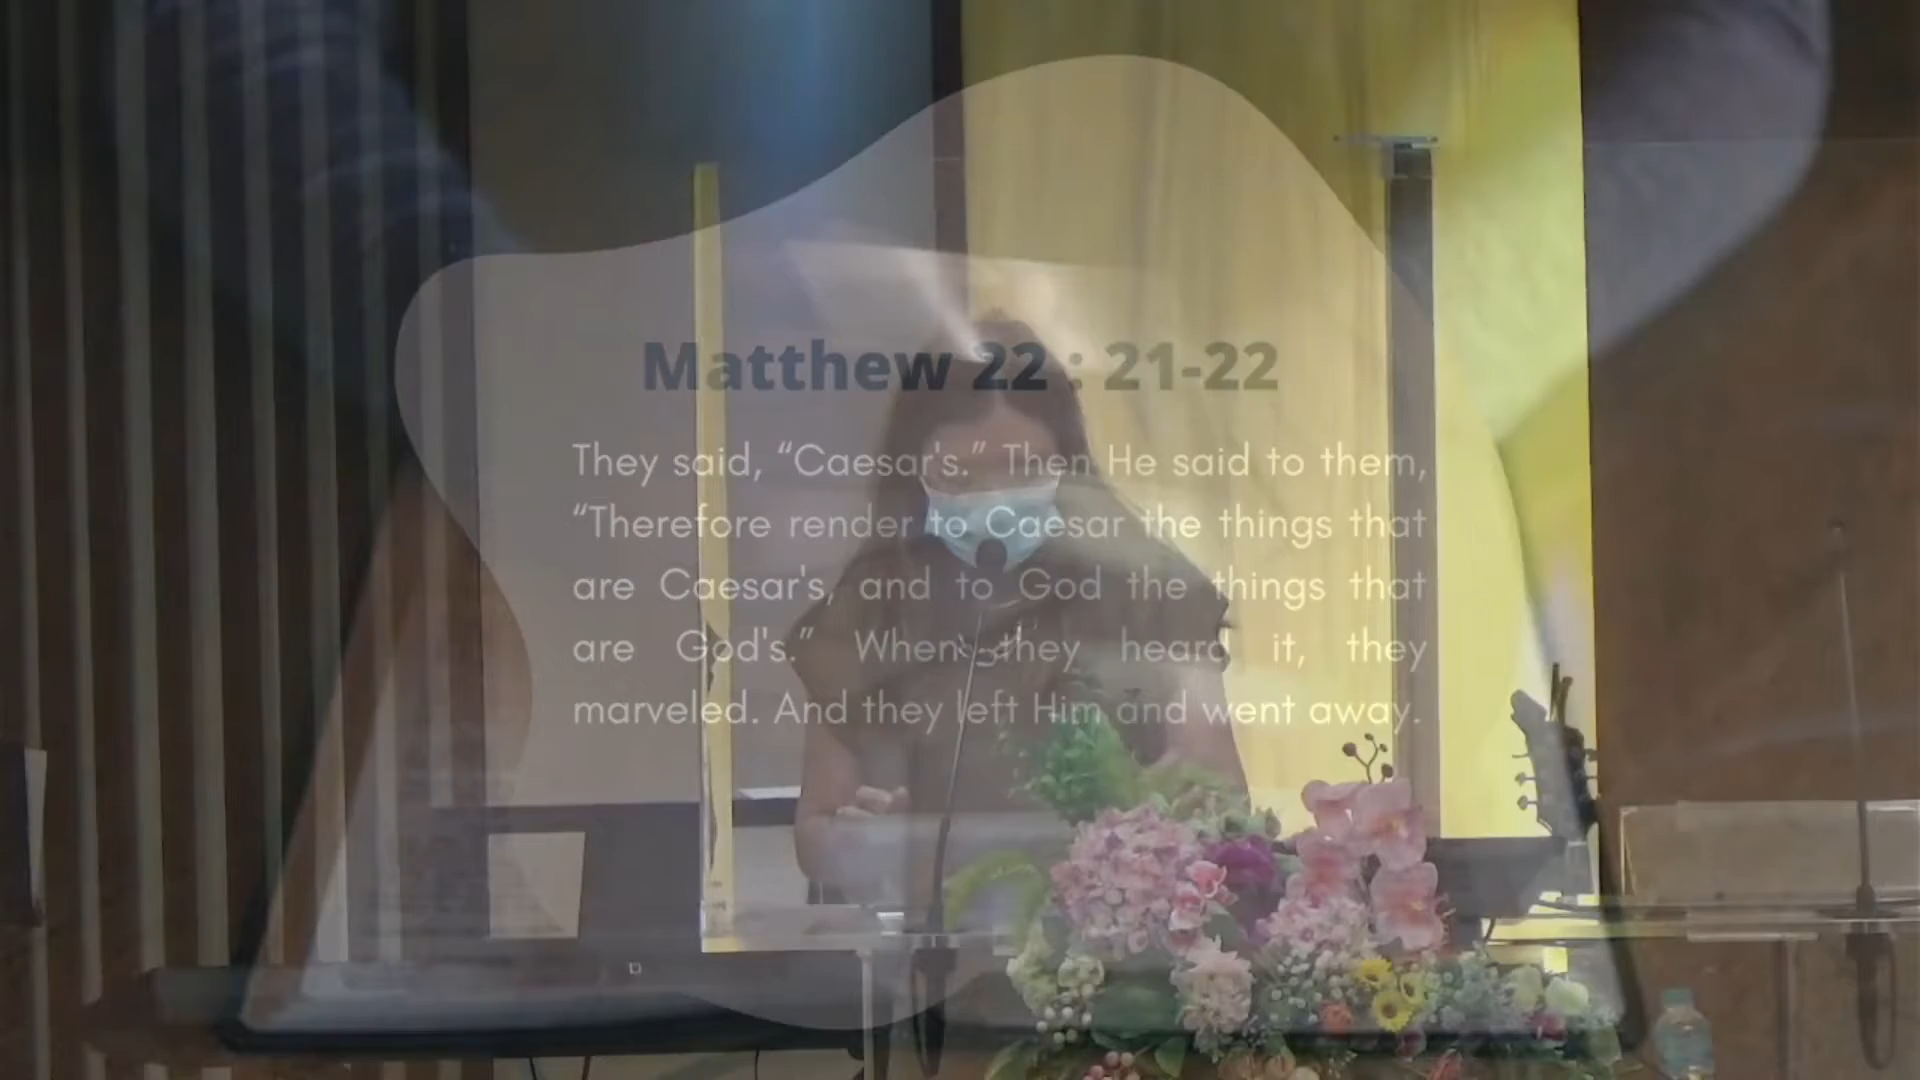 Matthew 22 : 21-22
They said, “Caesar's.” Then He said to them,
“Therefore render to Caesar the things that
are Caesar's, and to God the things that
are God's.” When they heard it, they
marveled. And they left Him and went away.